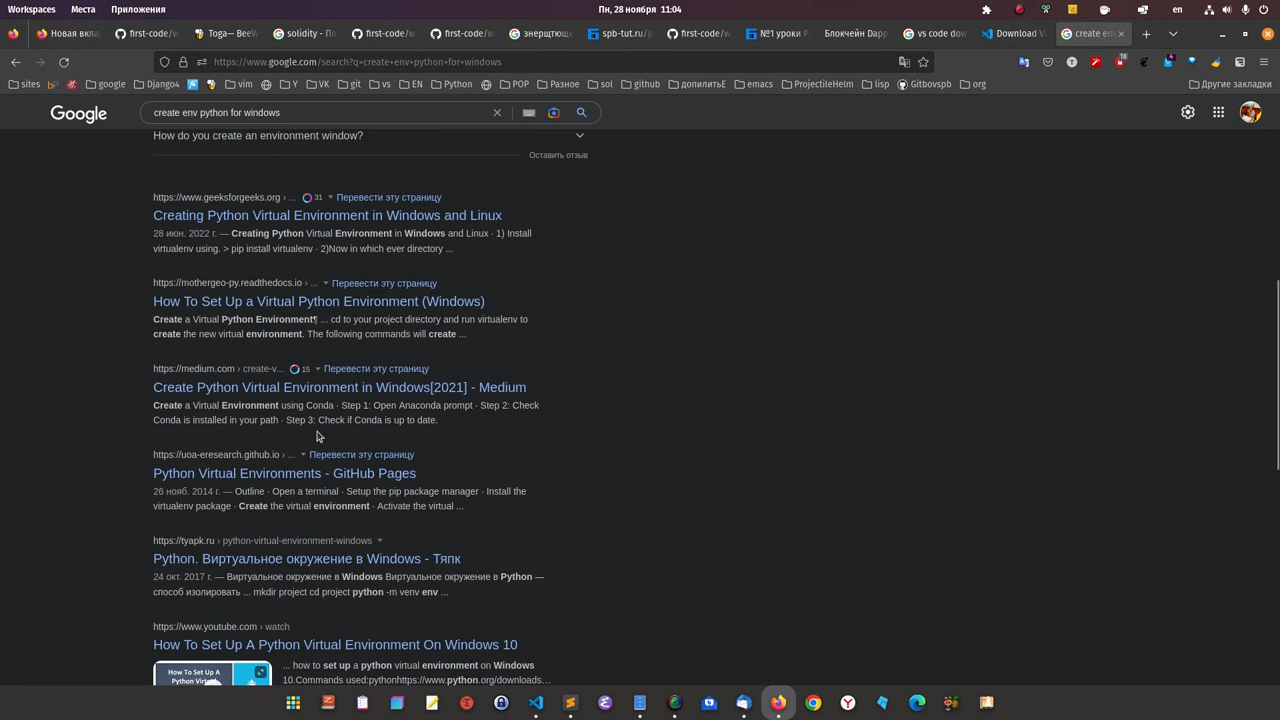 Workspaces Места Приложения Пн, 28 ноября 11:04 en
Новая вкл first-code/w Toga— BeeW solidity - По first-code/w first-code/w энерщтющ spb-tut.ru/p first-code/w №1 уроки Р Блокчейн Dapp vs code dow Download V create en
https://www.google.com/search?q=create+env+python+for+windows
sites google Django4 vim Y VK git vs EN Python POP Разное sol github допилитьЕ emacs ProjectileHelm lisp Gitbovspb org Другие закладки
Google create env python for windows
How do you create an environment window?
Оставить отзыв
https://www.geeksforgeeks.org › ... 31 Перевести эту страницу
Creating Python Virtual Environment in Windows and Linux
28 июн. 2022 г. — Creating Python Virtual Environment in Windows and Linux · 1) Install
virtualenv using. > pip install virtualenv · 2)Now in which ever directory ...
https://mothergeo-py.readthedocs.io › ... Перевести эту страницу
How To Set Up a Virtual Python Environment (Windows)
Create a Virtual Python Environment¶ ... cd to your project directory and run virtualenv to
create the new virtual environment. The following commands will create ...
https://medium.com › create-v... 15 Перевести эту страницу
Create Python Virtual Environment in Windows[2021] - Medium
Create a Virtual Environment using Conda · Step 1: Open Anaconda prompt · Step 2: Check
Conda is installed in your path · Step 3: Check if Conda is up to date.
https://uoa-eresearch.github.io › ... Перевести эту страницу
Python Virtual Environments - GitHub Pages
26 нояб. 2014 г. — Outline · Open a terminal · Setup the pip package manager · Install the
virtualenv package · Create the virtual environment · Activate the virtual ...
https://tyapk.ru › python-virtual-environment-windows
Python. Виртуальное окружение в Windows - Тяпк
24 окт. 2017 г. — Виртуальное окружение в Windows Виртуальное окружение в Python —
способ изолировать ... mkdir project cd project python -m venv env ...
https://www.youtube.com › watch
How To Set Up A Python Virtual Environment On Windows 10
... how to set up a python virtual environment on Windows
How To Set Up A
10.Commands used:pythonhttps://www.python.org/downloads...